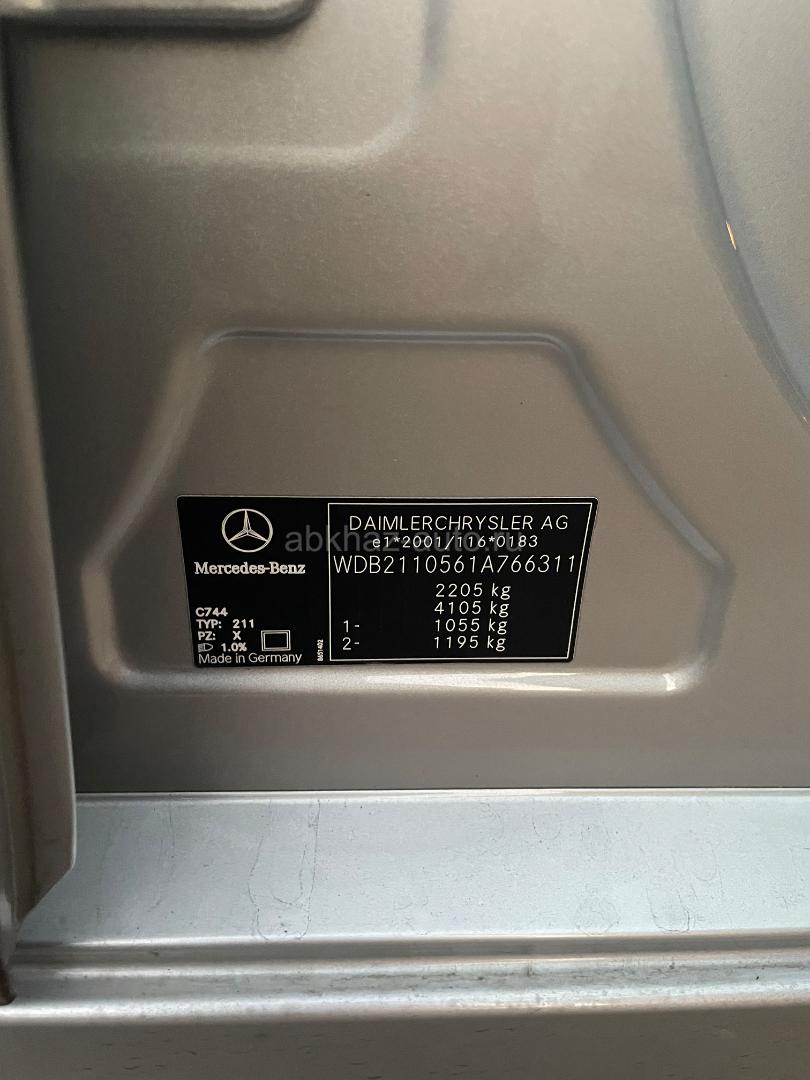 Mercedes-Benz
C744
TYP: 211
PZ: X
1.0%
Made in Germany
8651402
DAIMLERCHRYSLER AG
e1*2001/116*0183
WDB2110561A766311
2205 kg
4105 kg
1- 1055 kg
2- 1195 kg
abkhaz-auto.ru